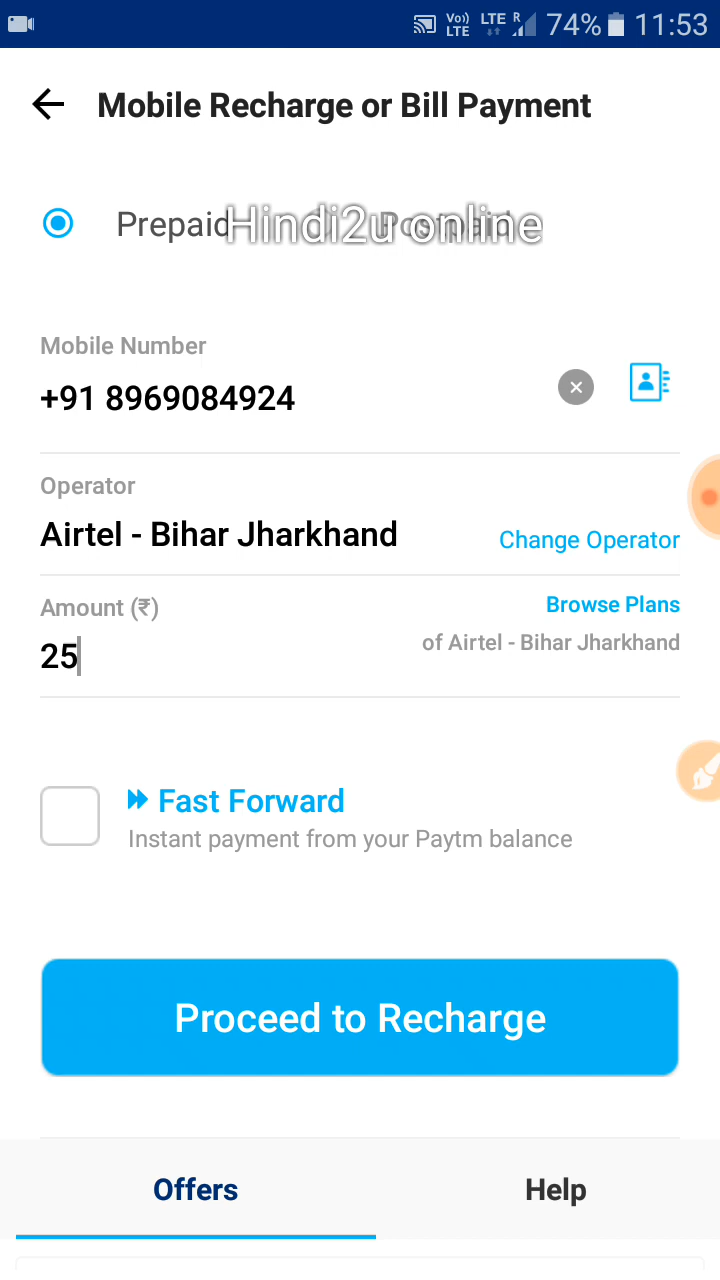 Vo)) LTE LTE R 74% 11:53
Mobile Recharge or Bill Payment
Prepaid Postpaid
Hindi2u online
Mobile Number
+91 8969084924
Operator
Airtel - Bihar Jharkhand
Change Operator
Amount (₹)
Browse Plans
25
of Airtel - Bihar Jharkhand
Fast Forward
Instant payment from your Paytm balance
Proceed to Recharge
Offers Help